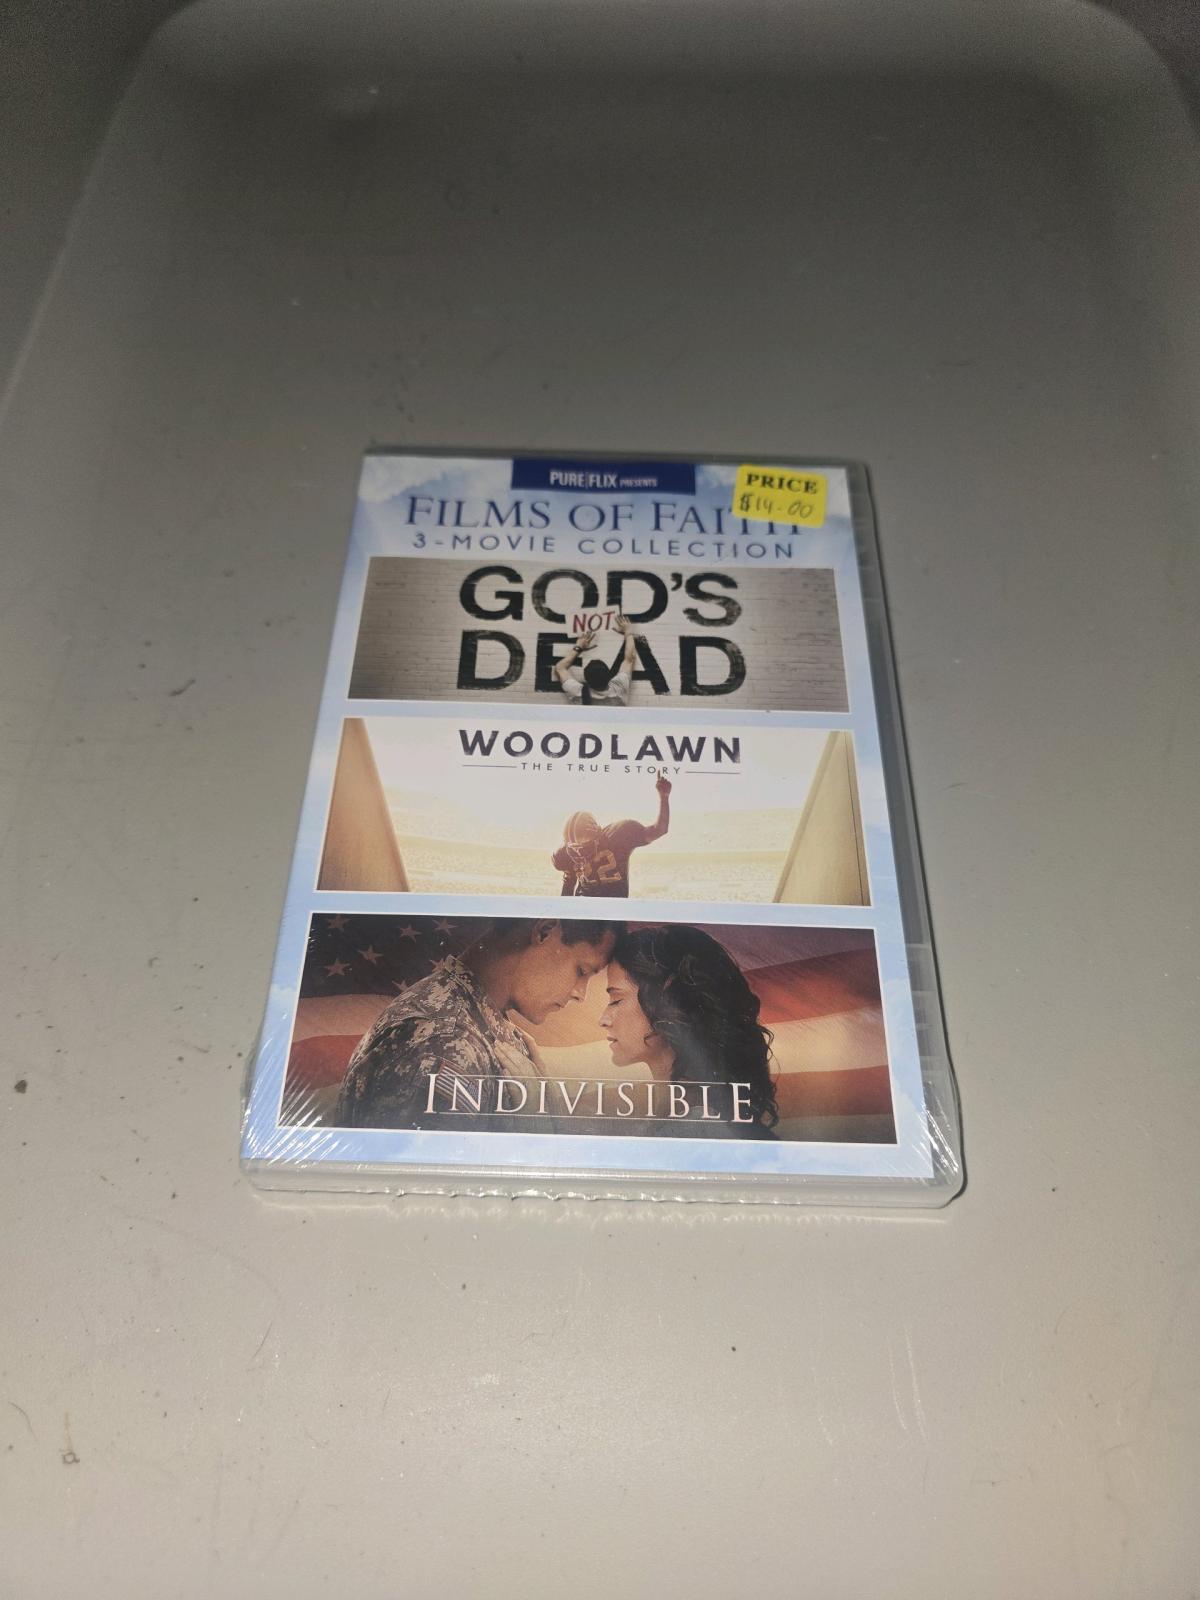 PURE FLIX PRESENTS
PRICE
$14.00
FILMS OF FAITH
3-MOVIE COLLECTION
GOD'S
NOT
DEAD
WOODLAWN
THE TRUE STORY
22
INDIVISIBLE